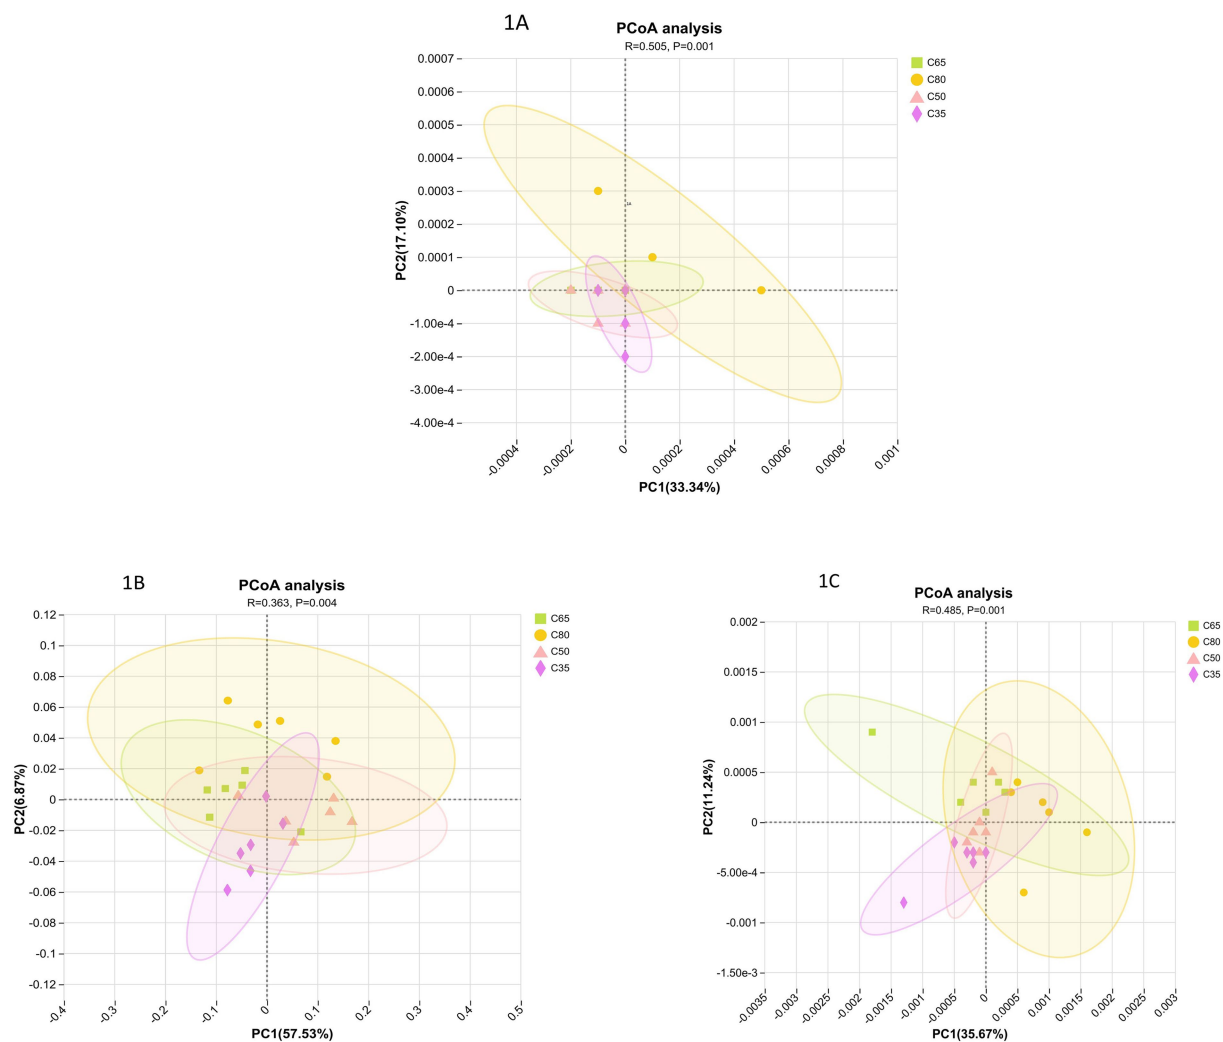 1A
PCoA analysis
R=0.505, P=0.001
C65
C80
C50
C35
0.0007
0.0006
0.0005
0.0004
0.0003
0.0002
0.0001
0
-1.00e-4
-2.00e-4
-3.00e-4
-4.00e-4
PC2(17.10%)
-0.0004
-0.0002
0
0.0002
0.0004
0.0006
0.0008
0.001
PC1(33.34%)
1B
PCoA analysis
R=0.363, P=0.004
C65
C80
C50
C35
0.12
0.1
0.08
0.06
0.04
0.02
0
-0.02
-0.04
-0.06
-0.08
-0.1
-0.12
PC2(6.87%)
-0.4
-0.3
-0.2
-0.1
0
0.1
0.2
0.3
0.4
0.5
PC1(57.53%)
1C
PCoA analysis
R=0.485, P=0.001
C65
C80
C50
C35
0.002
0.0015
0.001
0.0005
0
-5.00e-4
-0.001
-1.50e-3
PC2(11.24%)
-0.0035
-0.003
-0.0025
-0.002
-0.0015
-0.001
-0.0005
0
0.0005
0.001
0.0015
0.002
0.0025
0.003
PC1(35.67%)